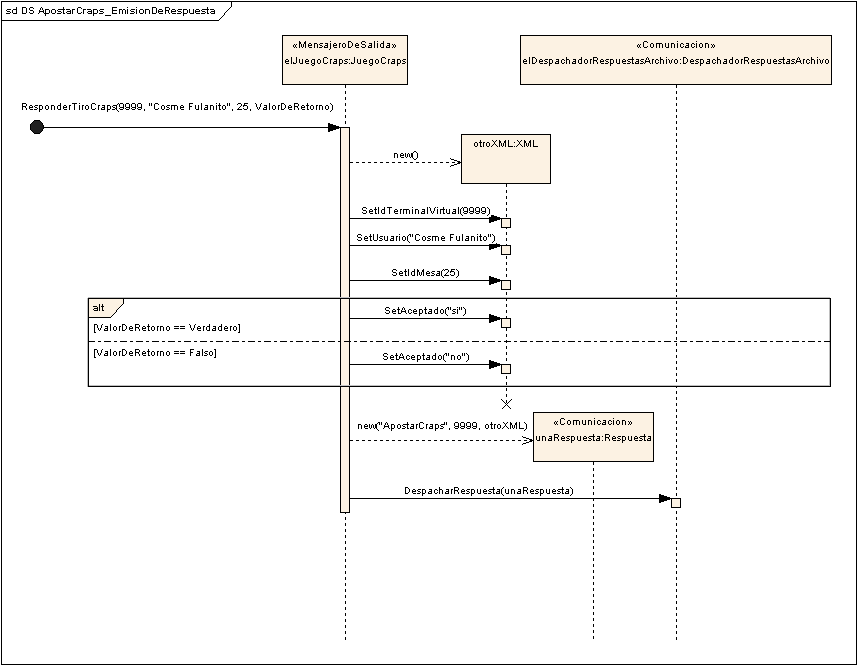 sd DS ApostarCraps_EmisionDeRespuesta
«MensajeroDeSalida»
elJuegoCraps:JuegoCraps
«Comunicacion»
elDespachadorRespuestasArchivo:DespachadorRespuestasArchivo
ResponderTiroCraps(9999, "Cosme Fulanito", 25, ValorDeRetorno)
otroXML:XML
new()
SetIdTerminalVirtual(9999)
SetUsuario("Cosme Fulanito")
SetIdMesa(25)
alt
SetAceptado("si")
[ValorDeRetorno == Verdadero]
[ValorDeRetorno == Falso]
SetAceptado("no")
«Comunicacion»
new("ApostarCraps", 9999, otroXML)
unaRespuesta:Respuesta
DespacharRespuesta(unaRespuesta)